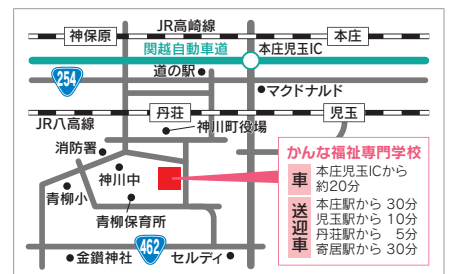 JR高崎線
神保原
本庄
関越自動車道
本庄児玉IC
道の駅
254
マクドナルド
丹荘
児玉
JR八高線
神川町役場
消防署
かんな福祉専門学校
神川中
車
本庄児玉ICから
約20分
青柳小
送迎車
本庄駅から 30分
児玉駅から 10分
丹荘駅から 5分
寄居駅から 30分
青柳保育所
462
金鑚神社
セルディ